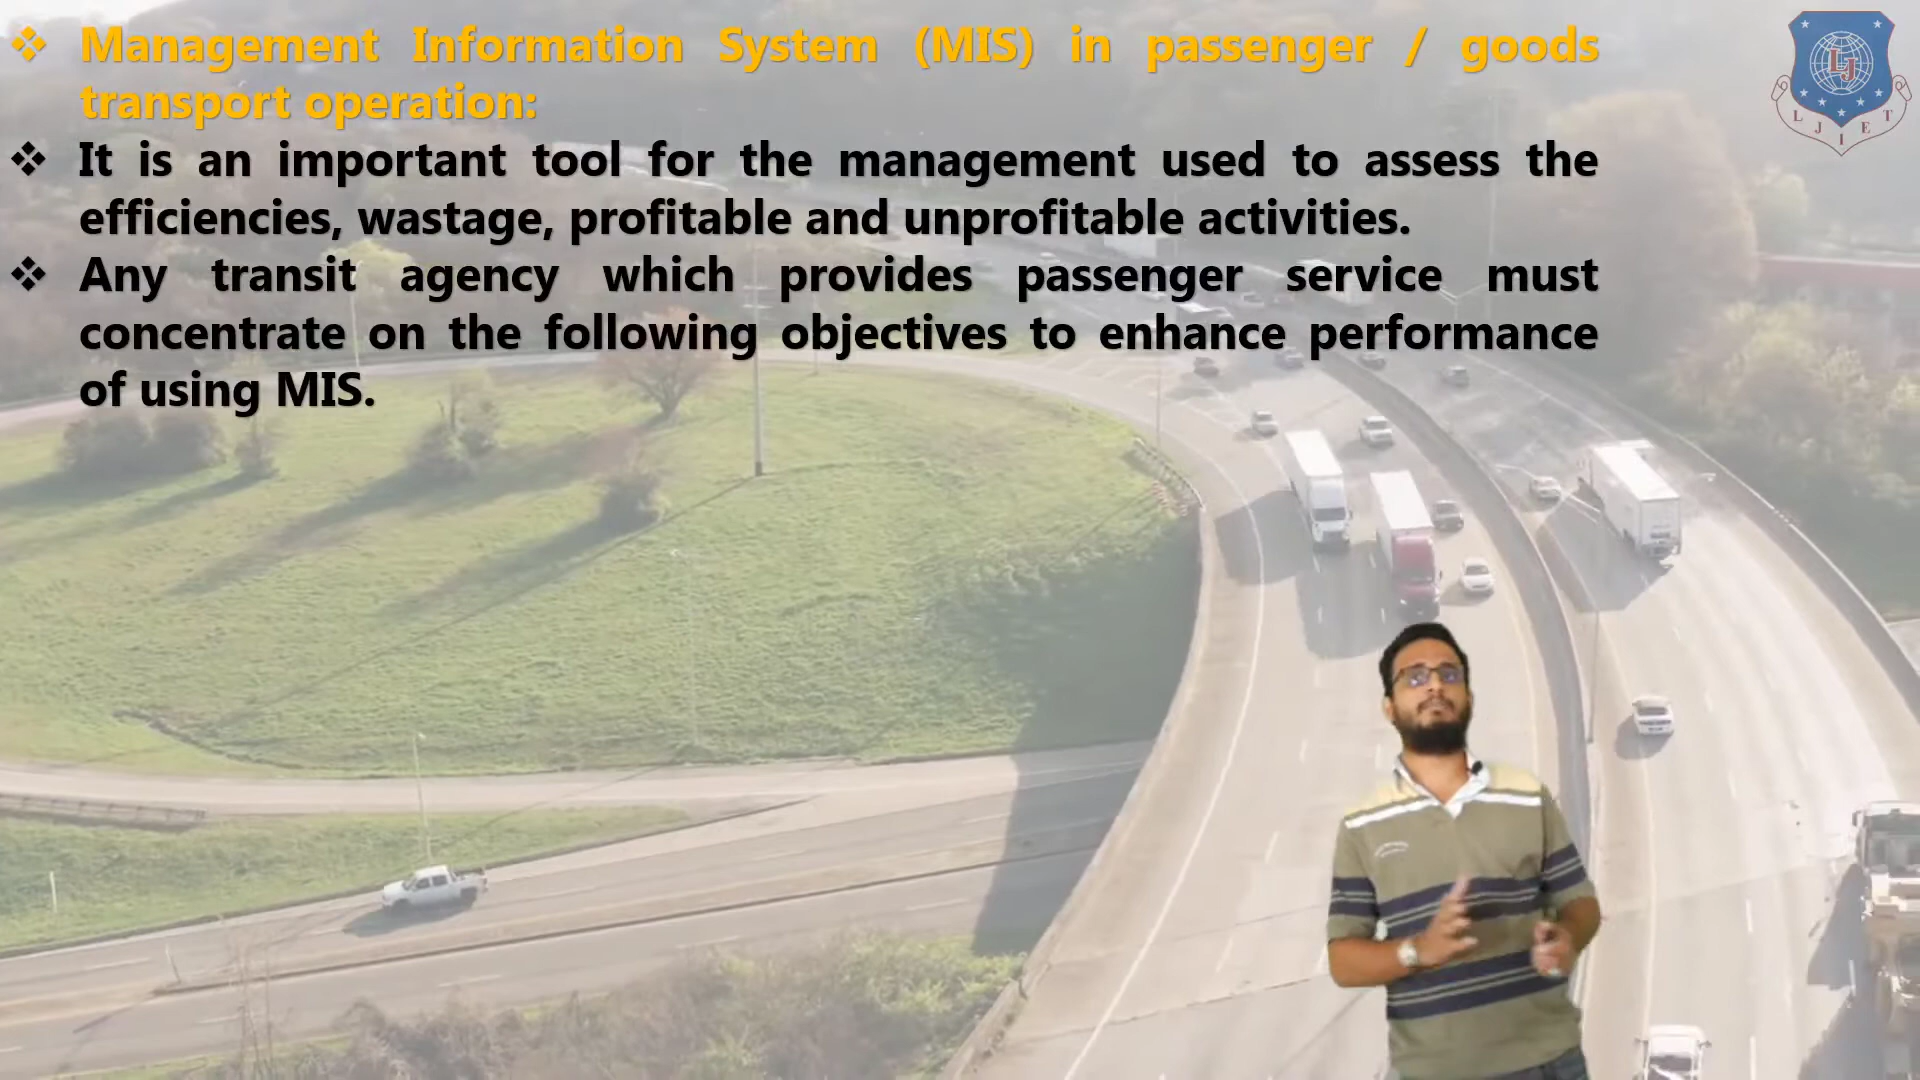 ❖ Management Information System (MIS) in passenger / goods
transport operation:
❖ It is an important tool for the management used to assess the
efficiencies, wastage, profitable and unprofitable activities.
❖ Any transit agency which provides passenger service must
concentrate on the following objectives to enhance performance
of using MIS.
LJ
L J I E T